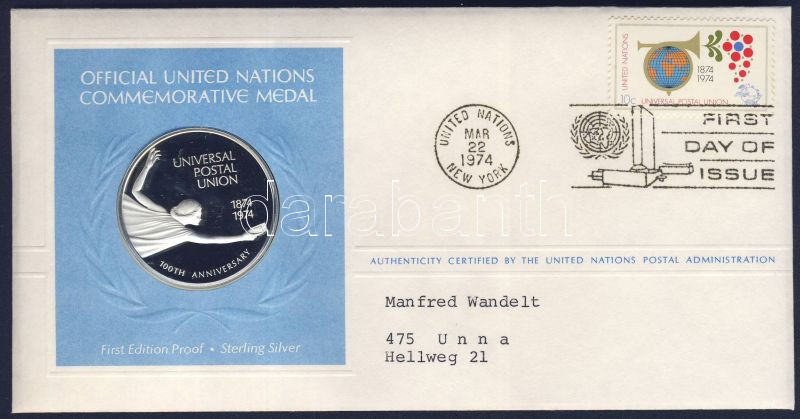 OFFICIAL UNITED NATIONS
COMMEMORATIVE MEDAL
UNIVERSAL
POSTAL
UNION
1874
1974
100TH ANNIVERSARY
First Edition Proof • Sterling Silver
UNITED NATIONS
MAR
22
1974
NEW YORK
UNITED NATIONS
1874
1974
10c UNIVERSAL POSTAL UNION
FIRST
DAY OF
ISSUE
darabanth
AUTHENTICITY CERTIFIED BY THE UNITED NATIONS POSTAL ADMINISTRATION
Manfred Wandelt
475 U n n a
Hellweg 21